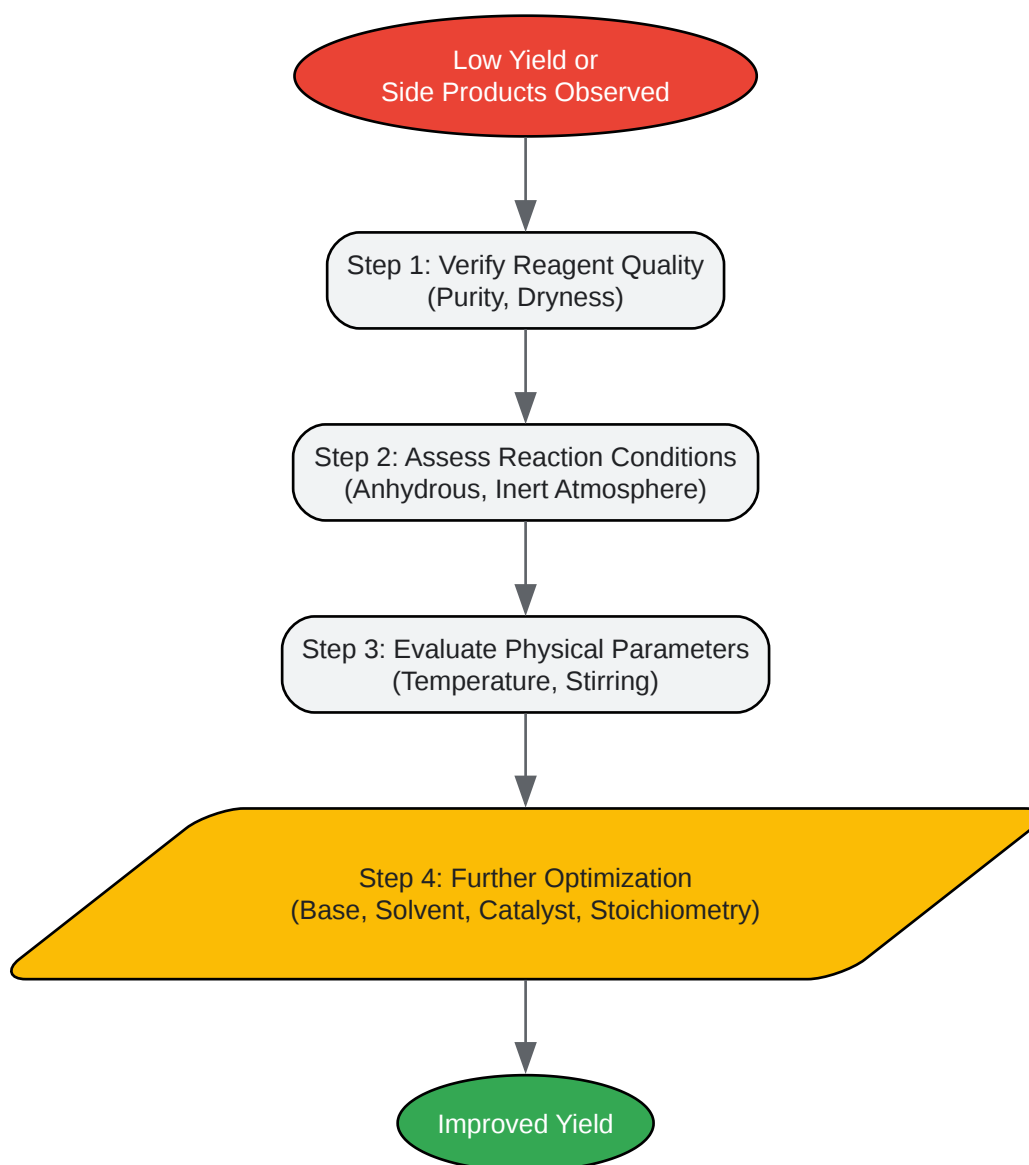 Low Yield or
Side Products Observed
Step 1: Verify Reagent Quality
(Purity, Dryness)
Step 2: Assess Reaction Conditions
(Anhydrous, Inert Atmosphere)
Step 3: Evaluate Physical Parameters
(Temperature, Stirring)
Step 4: Further Optimization
(Base, Solvent, Catalyst, Stoichiometry)
Improved Yield